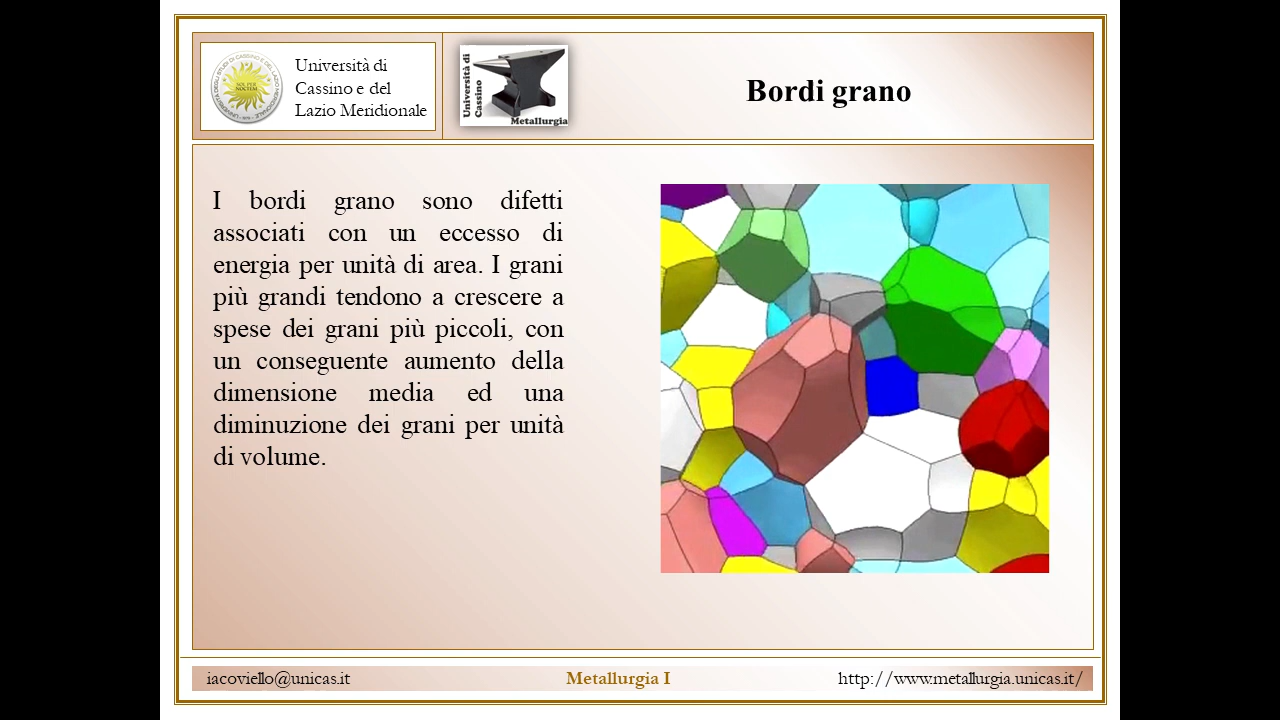 Università di
Cassino e del
Lazio Meridionale
Università di
Cassino
Metallurgia
Bordi grano
I bordi grano sono difetti
associati con un eccesso di
energia per unità di area. I grani
più grandi tendono a crescere a
spese dei grani più piccoli, con
un conseguente aumento della
dimensione media ed una
diminuzione dei grani per unità
di volume.
iacoviello@unicas.it
Metallurgia I
http://www.metallurgia.unicas.it/